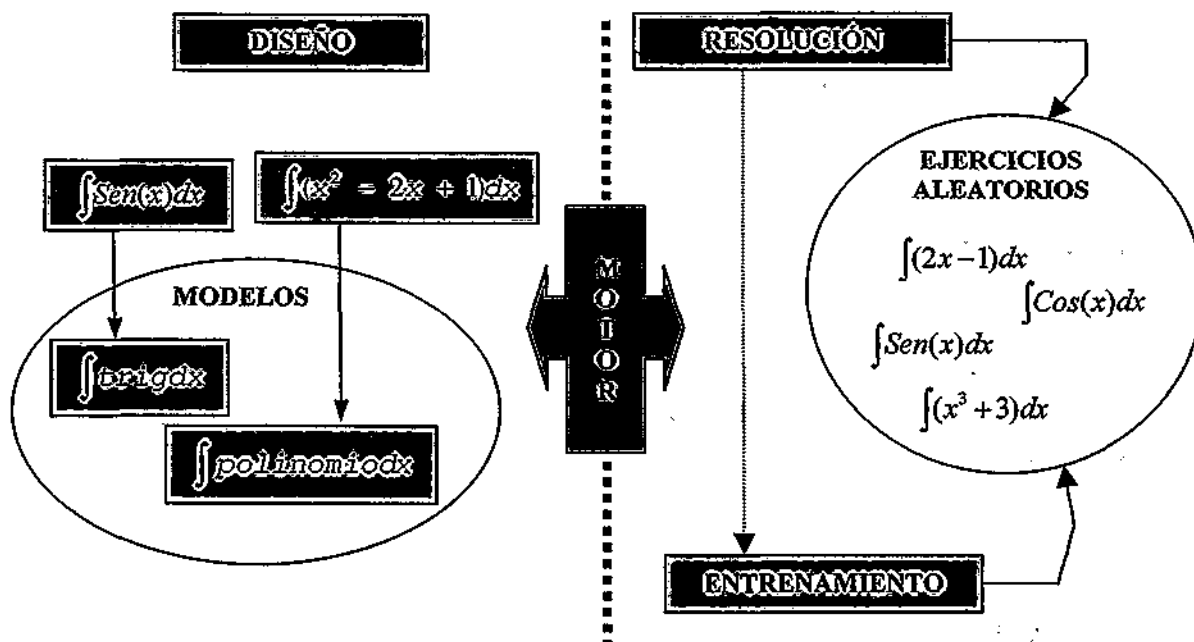 DISEÑO
∫Sen(x)dx
∫(x² = 2x + 1)dx
MODELOS
∫trigdx
∫polinomiodx
MOTOR
RESOLUCIÓN
EJERCICIOS
ALEATORIOS
∫(2x−1)dx
∫Cos(x)dx
∫Sen(x)dx
∫(x³+3)dx
ENTRENAMIENTO